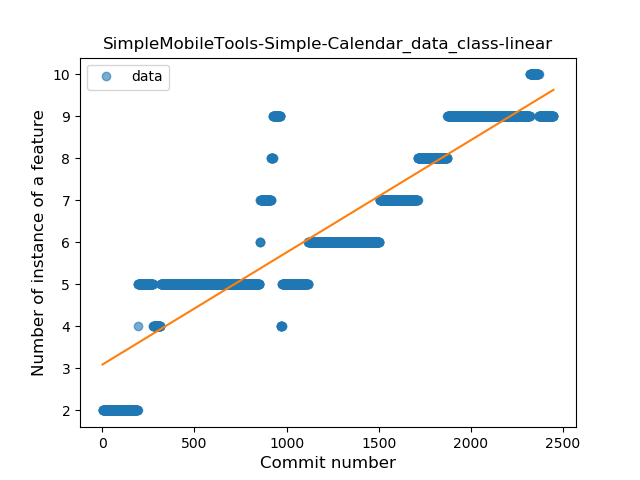 SimpleMobileTools-Simple-Calendar_data_class-linear
data
Number of instance of a feature
10
9
8
7
6
5
4
3
2
0 500 1000 1500 2000 2500
Commit number